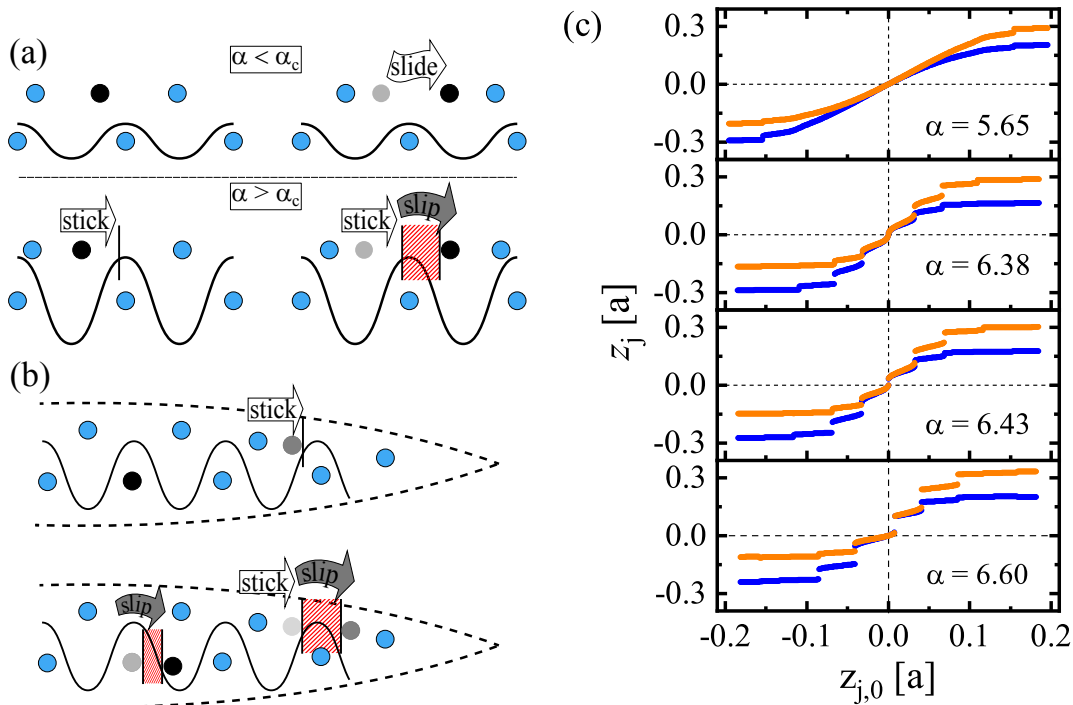 (a)
α < αc
slide
α > αc
stick
stick
slip
(b)
stick
slip
stick
slip
(c)
0.3
0.0
-0.3
α = 5.65
0.3
0.0
-0.3
α = 6.38
0.3
0.0
-0.3
α = 6.43
0.3
0.0
-0.3
α = 6.60
zj [a]
-0.2 -0.1 0.0 0.1 0.2
zj,0 [a]